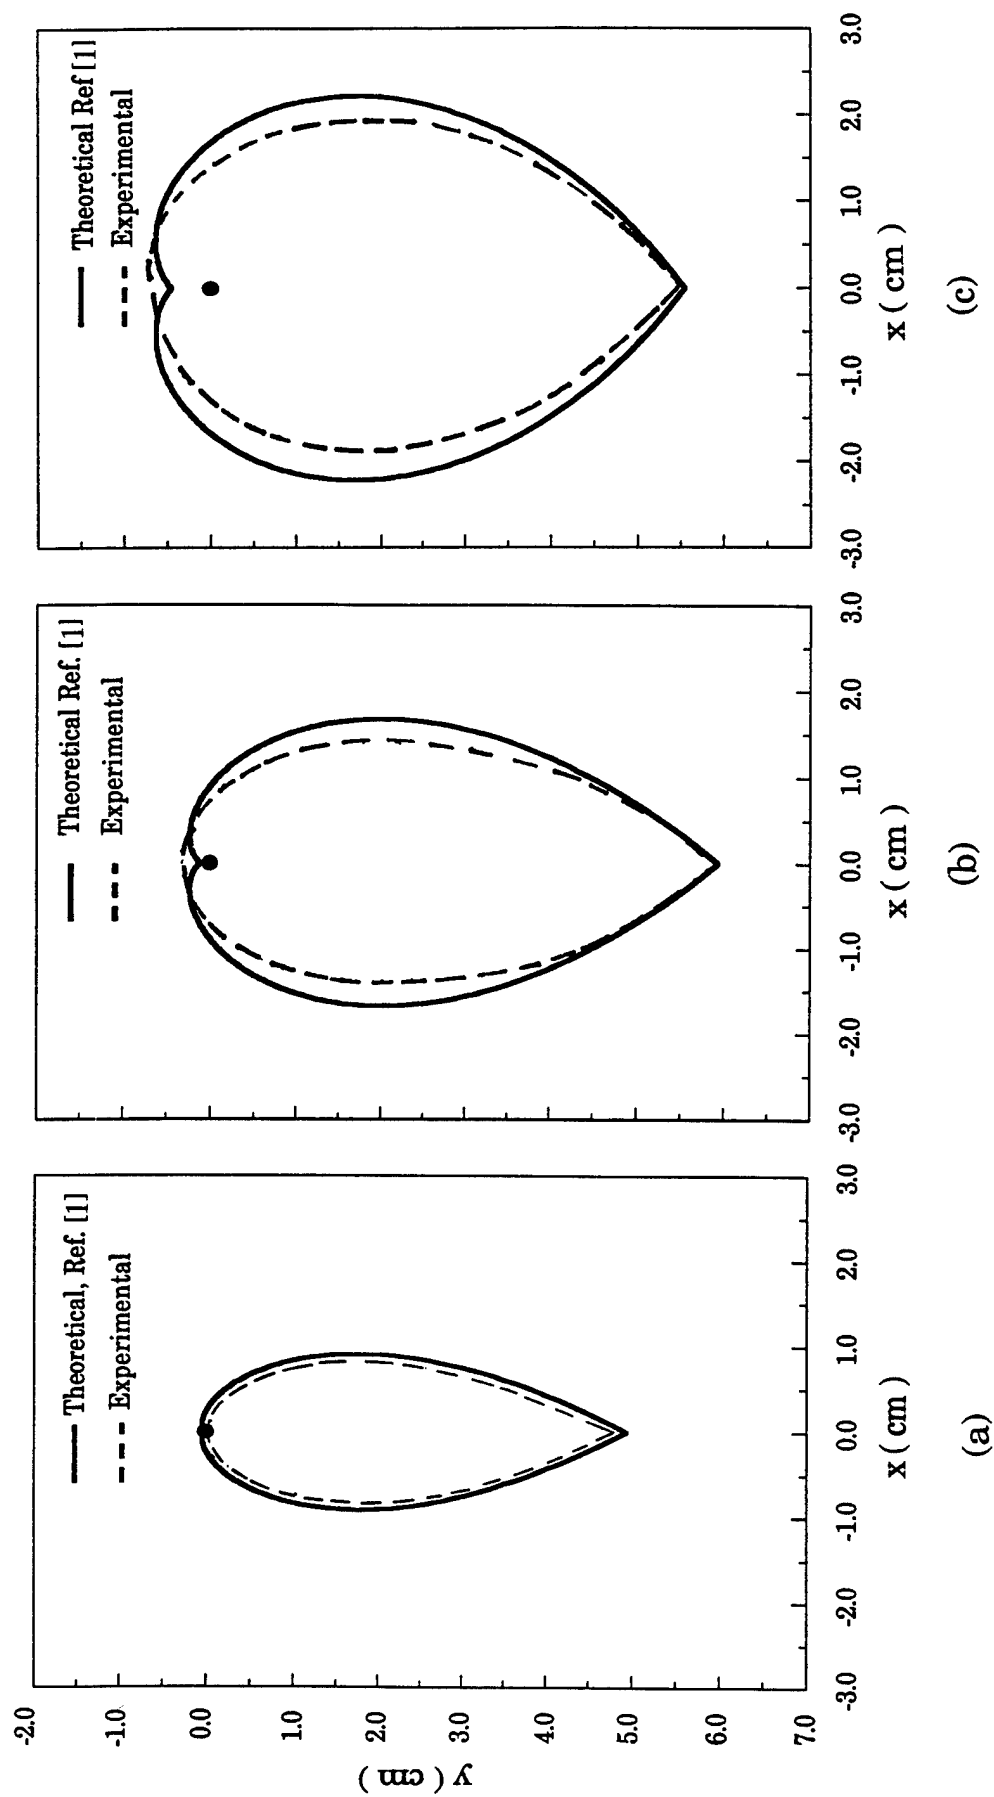 Theoretical, Ref. [1]
Experimental
-2.0
-1.0
0.0
1.0
2.0
3.0
4.0
5.0
6.0
7.0
y ( cm )
-3.0
-2.0
-1.0
0.0
1.0
2.0
3.0
x ( cm )
(a)
Theoretical Ref. [1]
Experimental
-3.0
-2.0
-1.0
0.0
1.0
2.0
3.0
x ( cm )
(b)
Theoretical Ref [1]
Experimental
-3.0
-2.0
-1.0
0.0
1.0
2.0
3.0
x ( cm )
(c)